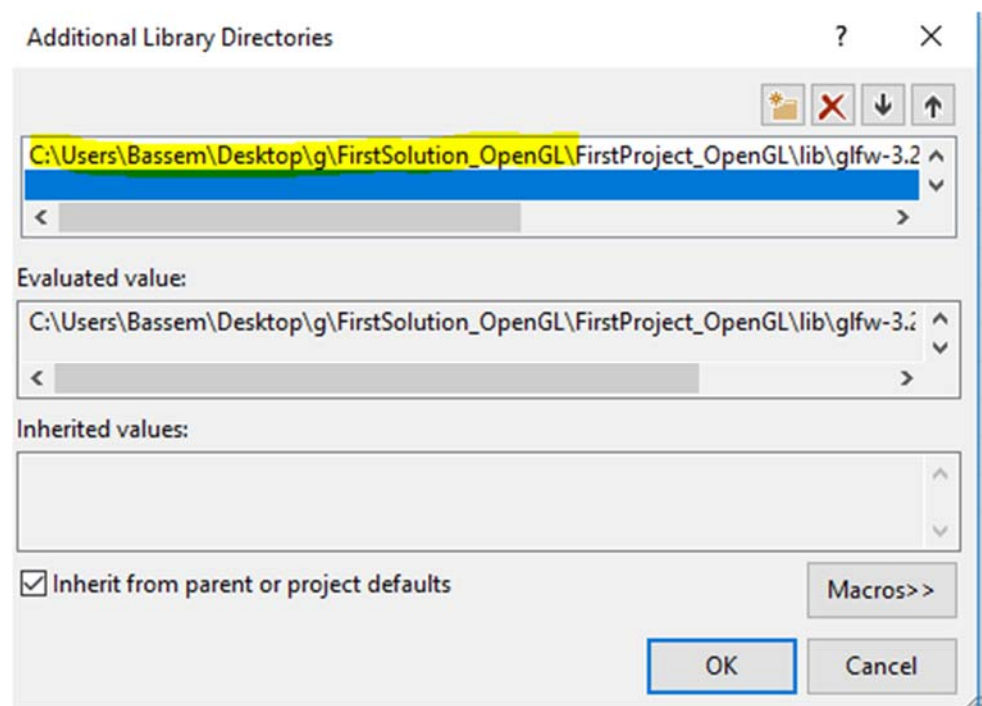 Additional Library Directories ?
C:\Users\Bassem\Desktop\g\FirstSolution_OpenGL\FirstProject_OpenGL\lib\glfw-3.2
Evaluated value:
C:\Users\Bassem\Desktop\g\FirstSolution_OpenGL\FirstProject_OpenGL\lib\glfw-3.2
Inherited values:
Inherit from parent or project defaults
Macros>>
OK Cancel